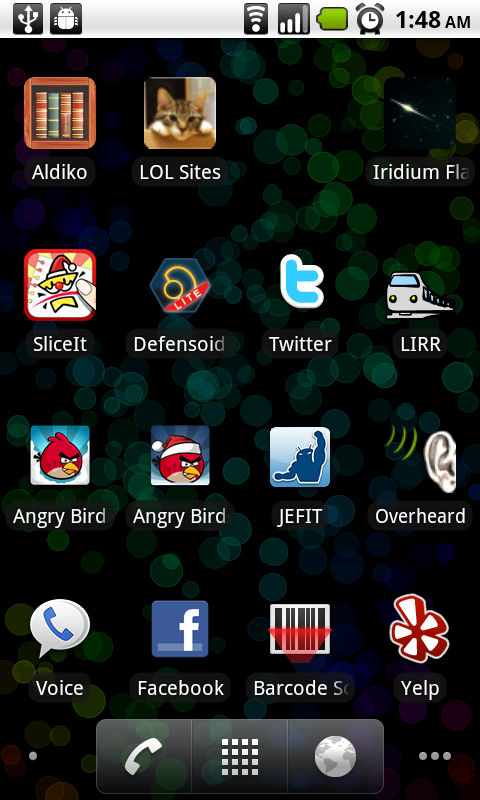 1:48 AM
Aldiko
LOL Sites
Iridium Fla
SliceIt
LITE
Defensoid
Twitter
LIRR
Angry Bird
Angry Bird
JEFIT
Overheard
Voice
Facebook
Barcode Sc
Yelp